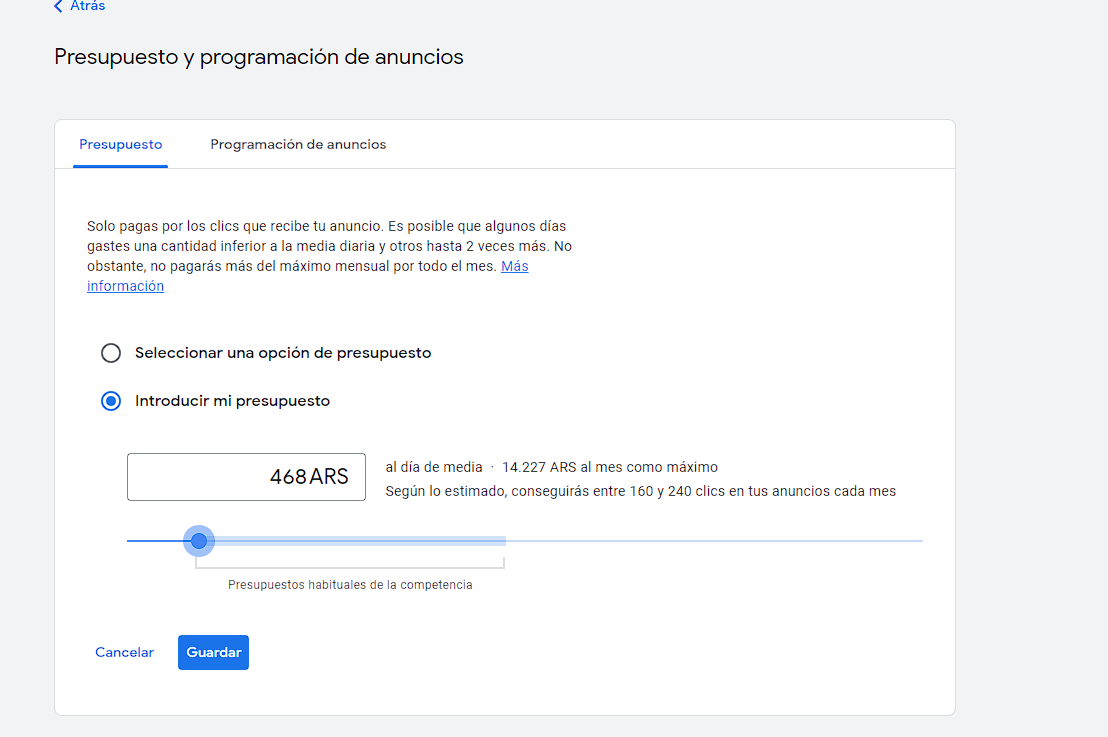 Atrás
Presupuesto y programación de anuncios
Presupuesto
Programación de anuncios
Solo pagas por los clics que recibe tu anuncio. Es posible que algunos días
gastes una cantidad inferior a la media diaria y otros hasta 2 veces más. No
obstante, no pagarás más del máximo mensual por todo el mes. Más
información
Seleccionar una opción de presupuesto
Introducir mi presupuesto
468 ARS
al día de media · 14.227 ARS al mes como máximo
Según lo estimado, conseguirás entre 160 y 240 clics en tus anuncios cada mes
Presupuestos habituales de la competencia
Cancelar
Guardar